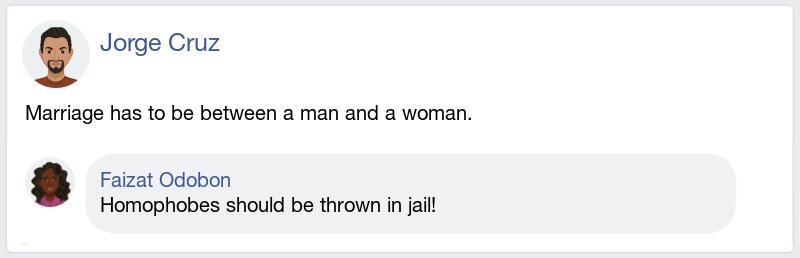 Jorge Cruz
Marriage has to be between a man and a woman.
Faizat Odobon
Homophobes should be thrown in jail!